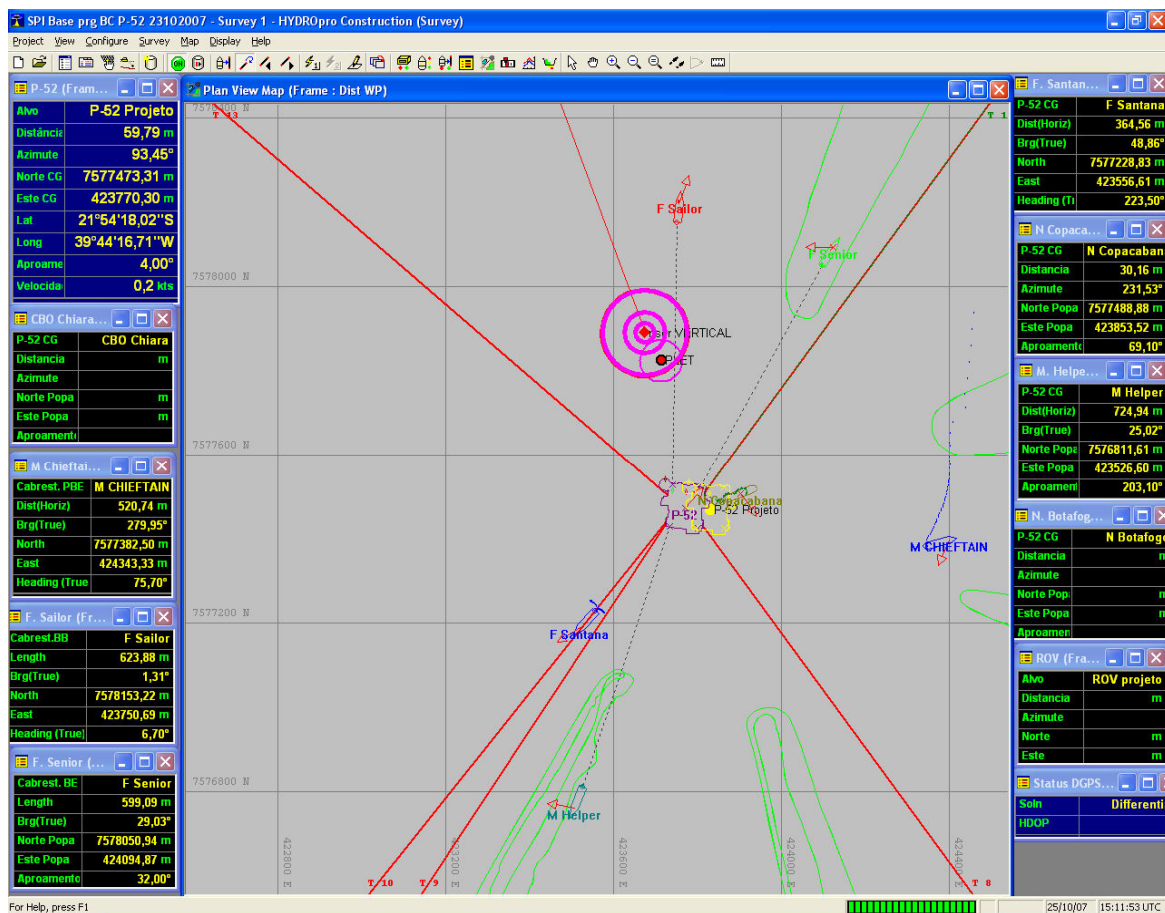 SPI Base prg BC P-52 23102007 - Survey 1 - HYDROpro Construction (Survey)
Project View Configure Survey Map Display Help
P-52 (Fram...
Alvo P-52 Projeto
Distância 59,79 m
Azimute 93,45°
Norte CG 7577473,31 m
Este CG 423770,30 m
Lat 21°54'18,02"S
Long 39°44'16,71"W
Aproame 4,00°
Velocida 0,2 kts
CBO Chiara...
P-52 CG CBO Chiara
Distancia m
Azimute
Norte Popa m
Este Popa m
Aproamento
M Chieftai...
Cabrest. PBE M CHIEFTAIN
Dist(Horiz) 520,74 m
Brg(True) 279,95°
North 7577382,50 m
East 424343,33 m
Heading (True 75,70°
F. Sailor (Fr...
Cabrest.BB F Sailor
Length 623,88 m
Brg(True) 1,31°
North 7578153,22 m
East 423750,69 m
Heading (True) 6,70°
F. Senior (...
Cabrest. BE F Senior
Length 599,09 m
Brg(True) 29,03°
Norte Popa 7578050,94 m
Este Popa 424094,87 m
Aproamento 32,00°
Plan View Map (Frame : Dist WP)
T 13
T 1
F Sailor
F Senior
7578000 N
VERTICAL
PLET
7577600 N
N Copacabana
P-52
P-52 Projeto
M CHIEFTAIN
7577200 N
F Santana
7576800 N
M Helper
422800 E
423200 E
423600 E
424000 E
424400 E
T 10
T 9
T 8
F. Santan...
P-52 CG F Santana
Dist(Horiz) 364,56 m
Brg(True) 48,86°
North 7577228,83 m
East 423556,61 m
Heading (Tr 223,50°
N Copaca...
P-52 CG N Copacaban
Distancia 30,16 m
Azimute 231,53°
Norte Popa 7577488,88 m
Este Popa 423853,52 m
Aproamento 69,10°
M. Helpe...
P-52 CG M Helper
Dist(Horiz) 724,94 m
Brg(True) 25,02°
Norte Popa 7576811,61 m
Este Popa 423526,60 m
Aproament 203,10°
N. Botafog...
P-52 CG N Botafogo
Distancia m
Azimute
Norte Pop m
Este Popa m
Aproamen
ROV (Fra...
Alvo ROV projeto
Distancia m
Azimute
Norte m
Este m
Status DGPS...
Soln Differenti
HDOP
For Help, press F1
25/10/07 15:11:53 UTC